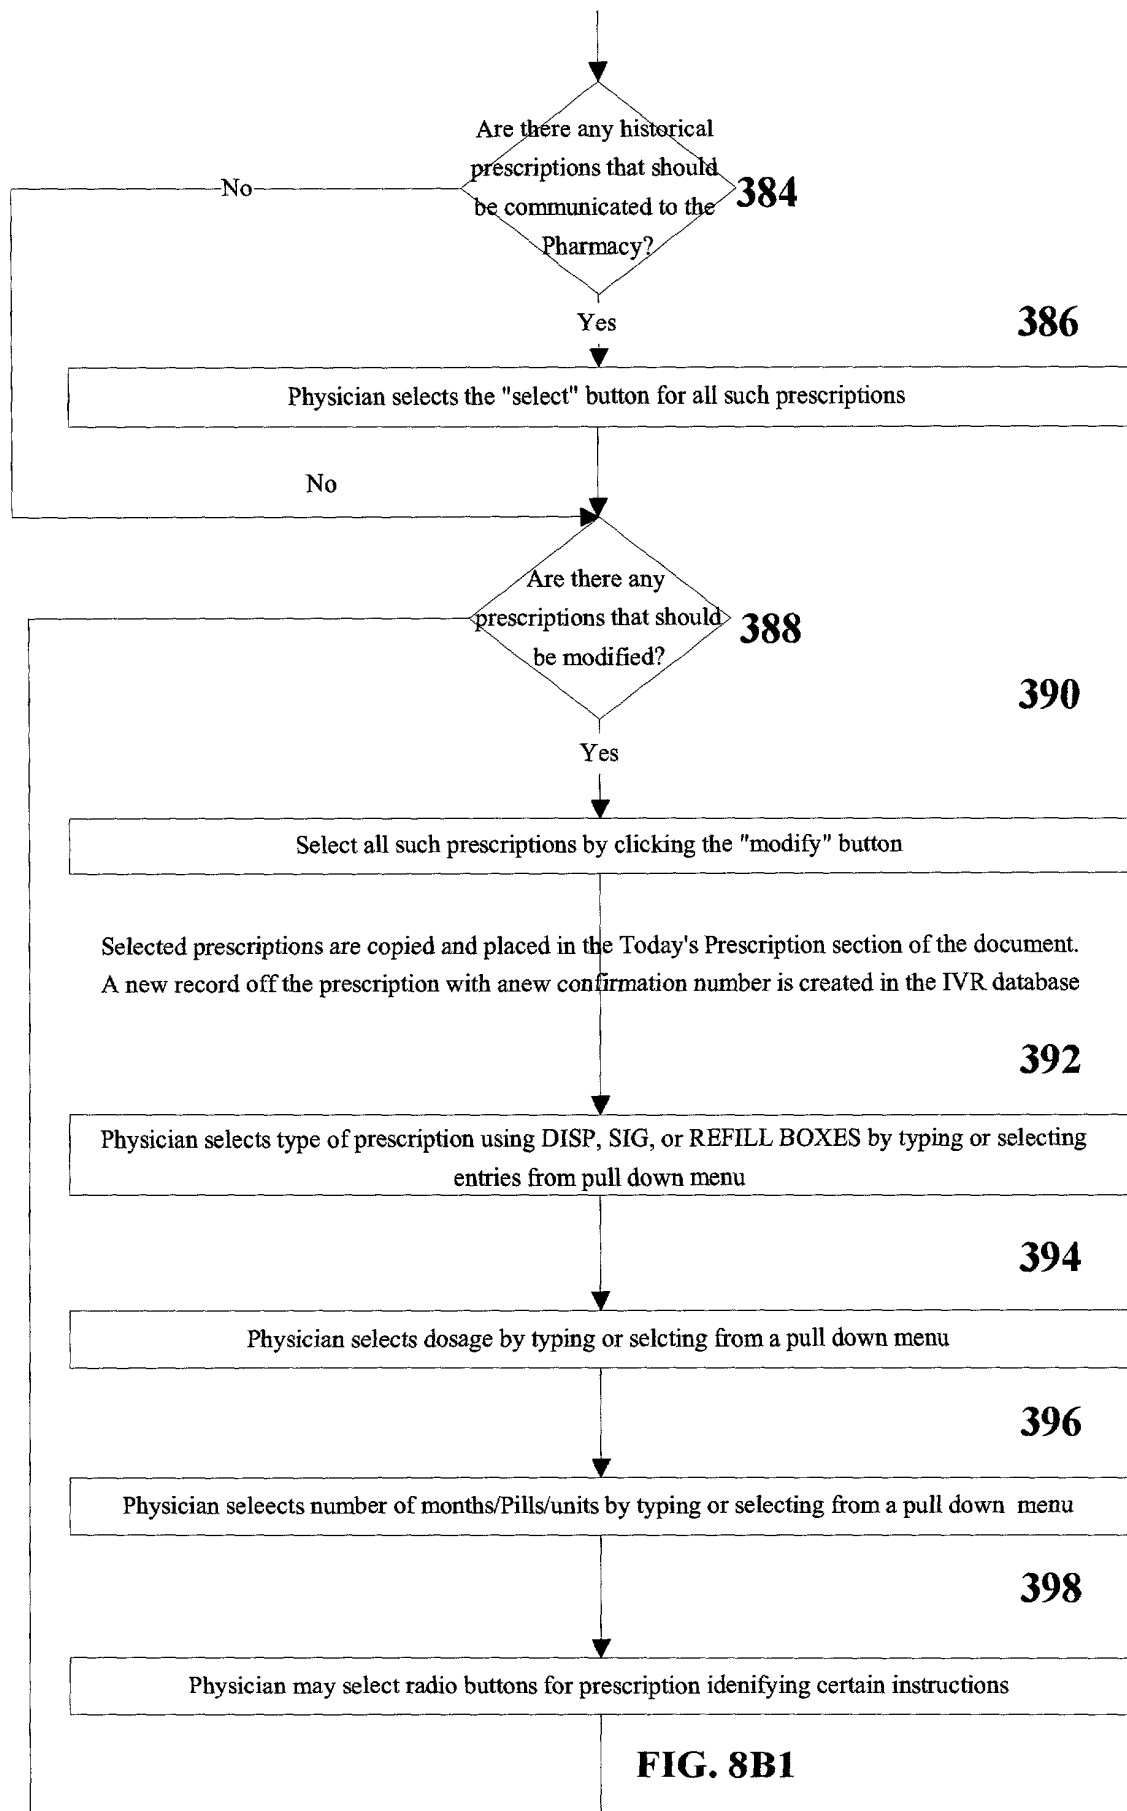 Are there any historical
prescriptions that should
be communicated to the
Pharmacy?
384
No
Yes
386
Physician selects the "select" button for all such prescriptions
No
Are there any
prescriptions that should
be modified?
388
390
Yes
Select all such prescriptions by clicking the "modify" button
Selected prescriptions are copied and placed in the Today's Prescription section of the document.
A new record off the prescription with anew confirmation number is created in the IVR database
392
Physician selects type of prescription using DISP, SIG, or REFILL BOXES by typing or selecting
entries from pull down menu
394
Physician selects dosage by typing or selcting from a pull down menu
396
Physician seleects number of months/Pills/units by typing or selecting from a pull down menu
398
Physician may select radio buttons for prescription idenifying certain instructions
FIG. 8B1